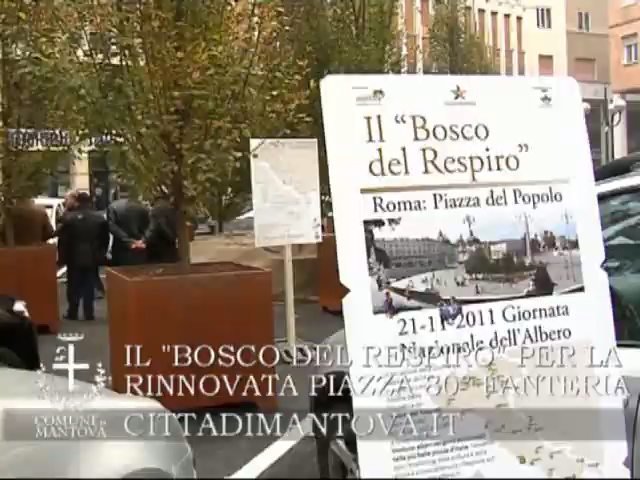 Il "Bosco
del Respiro"
Roma: Piazza del Popolo
21-11-2011 Giornata
Nazionale dell'Albero
IL "BOSCO DEL RESPIRO" PER LA
RINNOVATA PIAZZA 80° FANTERIA
COMUNE DI
MANTOVA
CITTADIMANTOVA.IT